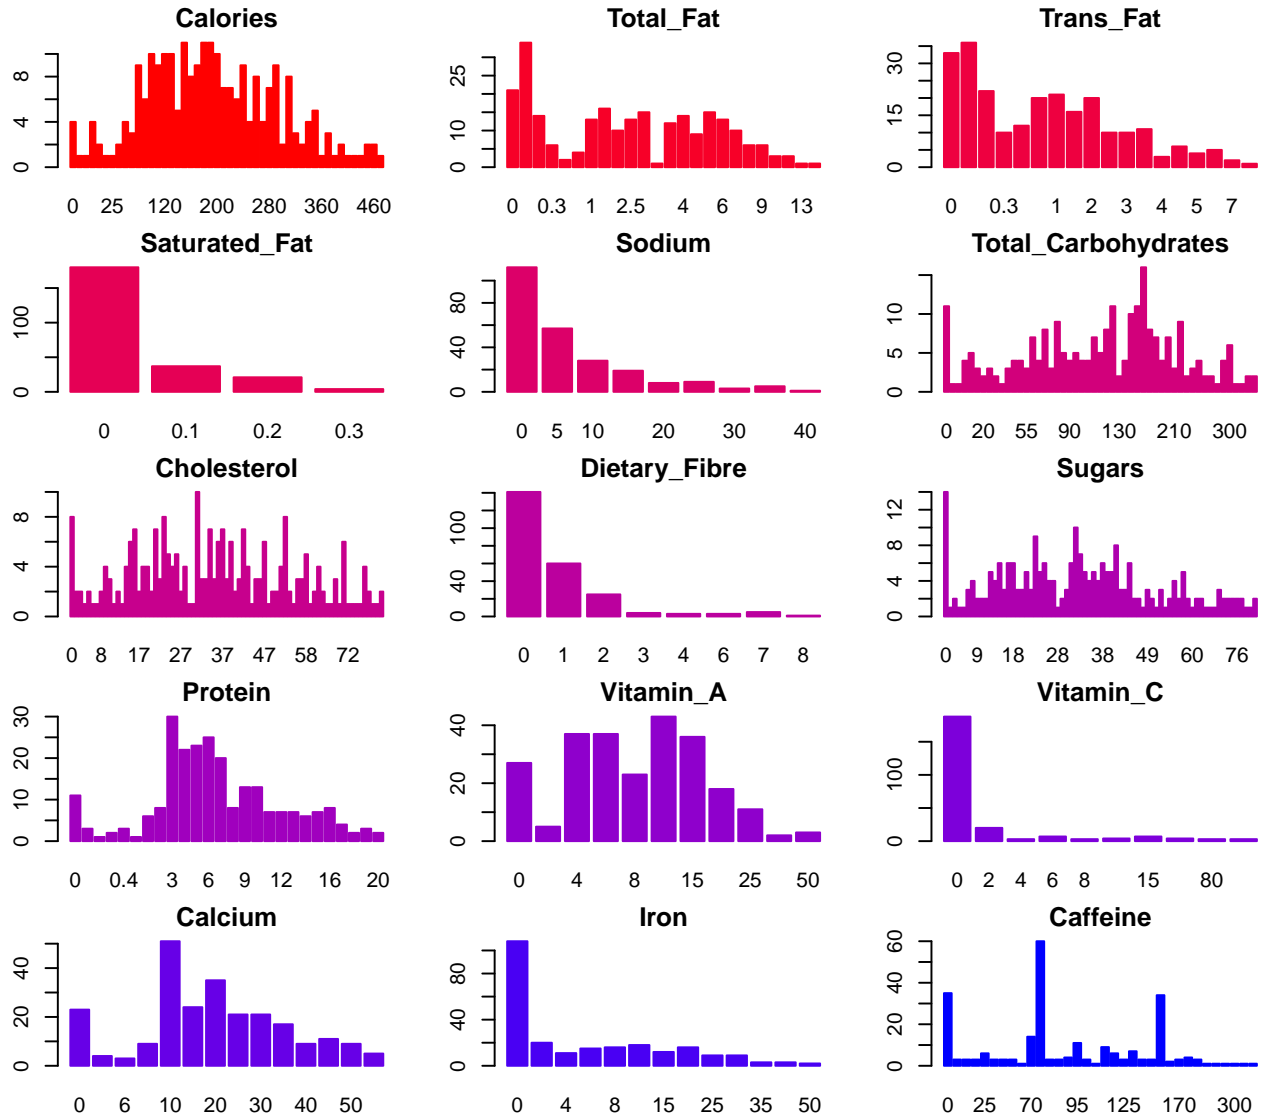 Calories Total_Fat Trans_Fat
8
4
0
0 25 120 200 280 360 460
25
10
0
0 0.3 1 2.5 4 6 9 13
30
15
0
0 0.3 1 2 3 4 5 7
Saturated_Fat Sodium Total_Carbohydrates
100
0
0 0.1 0.2 0.3
80
40
0
0 5 10 20 30 40
10
5
0
0 20 55 90 130 210 300
Cholesterol Dietary_Fibre Sugars
8
4
0
0 8 17 27 37 47 58 72
100
40
0
0 1 2 3 4 6 7 8
12
8
4
0
0 9 18 28 38 49 60 76
Protein Vitamin_A Vitamin_C
30
20
10
0
0 0.4 3 6 9 12 16 20
40
20
0
0 4 8 15 25 50
100
0
0 2 4 6 8 15 80
Calcium Iron Caffeine
40
20
0
0 6 10 20 30 40 50
80
40
0
0 4 8 15 25 35 50
60
40
20
0
0 25 70 95 125 170 300